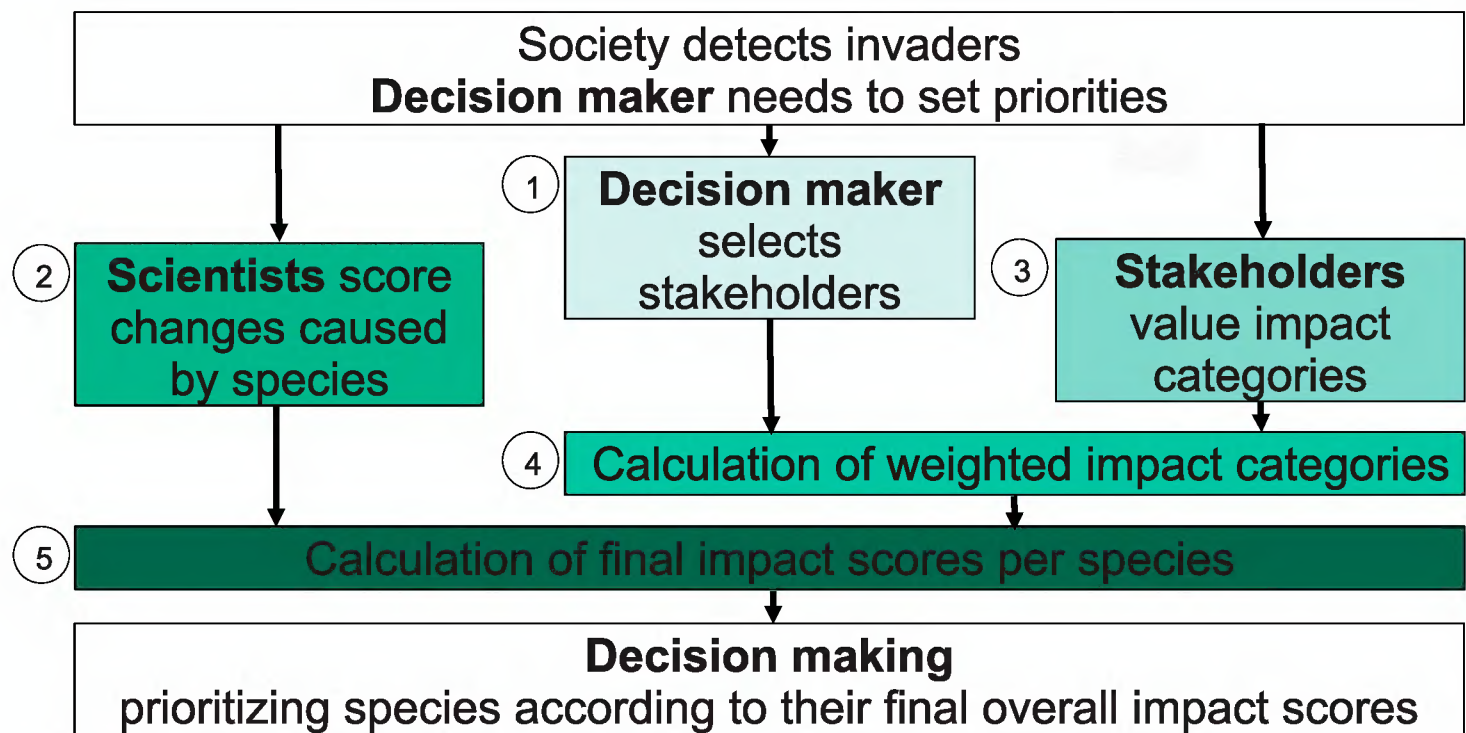 Society detects invaders
Decision maker needs to set priorities
1
Decision maker
selects
stakeholders
2
Scientists score
changes caused
by species
3
Stakeholders
value impact
categories
4
Calculation of weighted impact categories
5
Calculation of final impact scores per species
Decision making
prioritizing species according to their final overall impact scores